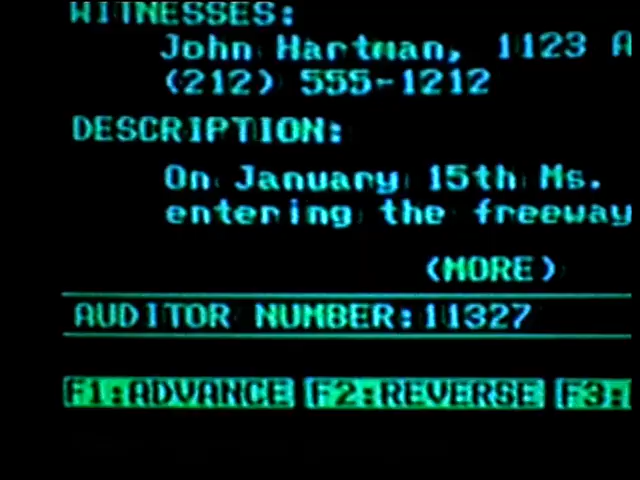 WITNESSES:
John Hartman, 1123 A
(212) 555-1212
DESCRIPTION:
On January 15th Ms.
entering the freeway
(MORE)
AUDITOR NUMBER:11327
F1:ADVANCE F2:REVERSE F3: